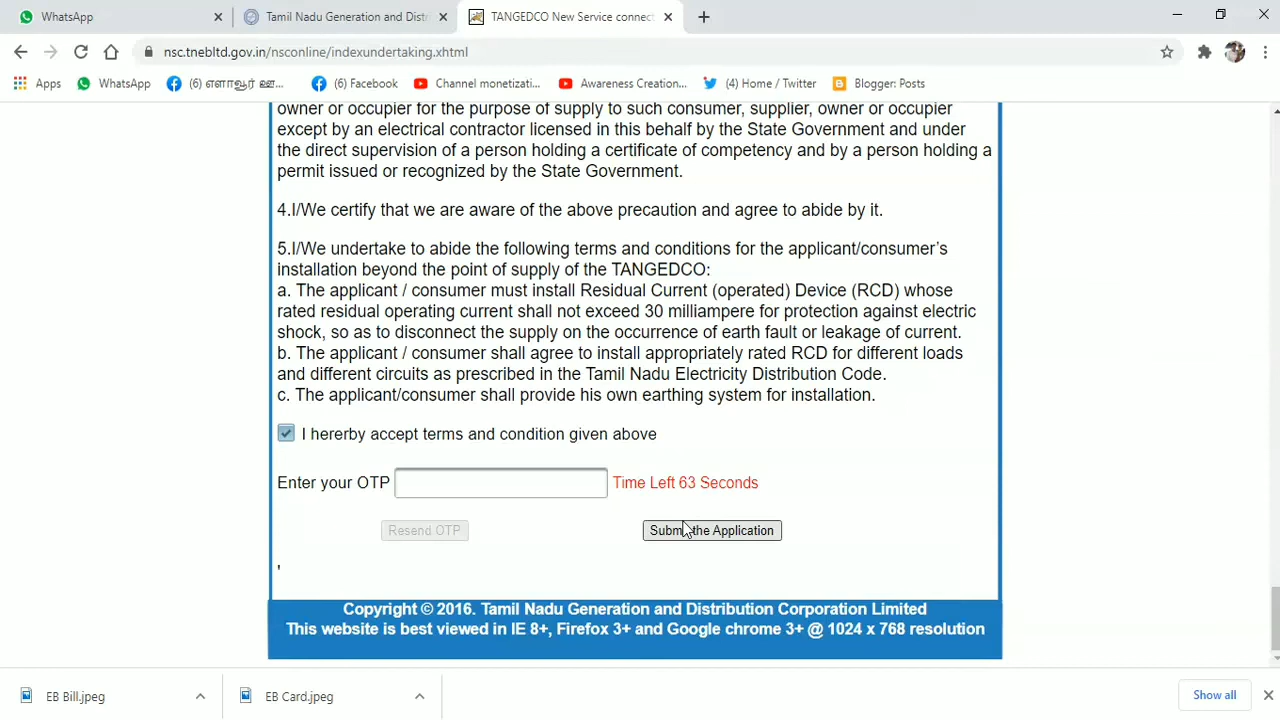 WhatsApp
Tamil Nadu Generation and Distr
TANGEDCO New Service connect
nsc.tnebltd.gov.in/nsconline/indexundertaking.xhtml
Apps
WhatsApp
(6) எளாவூர் ஊ...
(6) Facebook
Channel monetizati...
Awareness Creation...
(4) Home / Twitter
Blogger: Posts
owner or occupier for the purpose of supply to such consumer, supplier, owner or occupier
except by an electrical contractor licensed in this behalf by the State Government and under
the direct supervision of a person holding a certificate of competency and by a person holding a
permit issued or recognized by the State Government.
4.I/We certify that we are aware of the above precaution and agree to abide by it.
5.I/We undertake to abide the following terms and conditions for the applicant/consumer’s
installation beyond the point of supply of the TANGEDCO:
a. The applicant / consumer must install Residual Current (operated) Device (RCD) whose
rated residual operating current shall not exceed 30 milliampere for protection against electric
shock, so as to disconnect the supply on the occurrence of earth fault or leakage of current.
b. The applicant / consumer shall agree to install appropriately rated RCD for different loads
and different circuits as prescribed in the Tamil Nadu Electricity Distribution Code.
c. The applicant/consumer shall provide his own earthing system for installation.
I hereby accept terms and condition given above
Enter your OTP
Time Left 63 Seconds
Resend OTP
Submit the Application
'
Copyright © 2016. Tamil Nadu Generation and Distribution Corporation Limited
This website is best viewed in IE 8+, Firefox 3+ and Google chrome 3+ @ 1024 x 768 resolution
EB Bill.jpeg
EB Card.jpeg
Show all